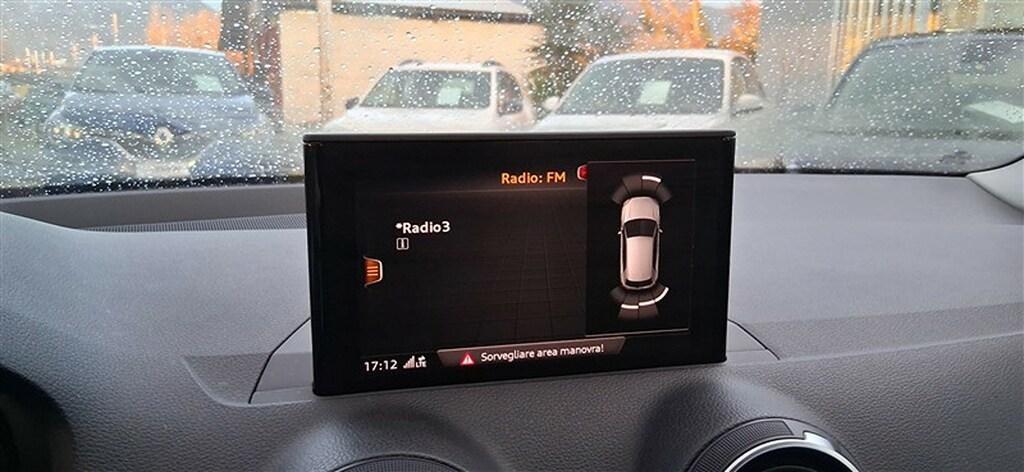 Radio: FM
*Radio3
17:12 LTE
Sorvegliare area manovra!